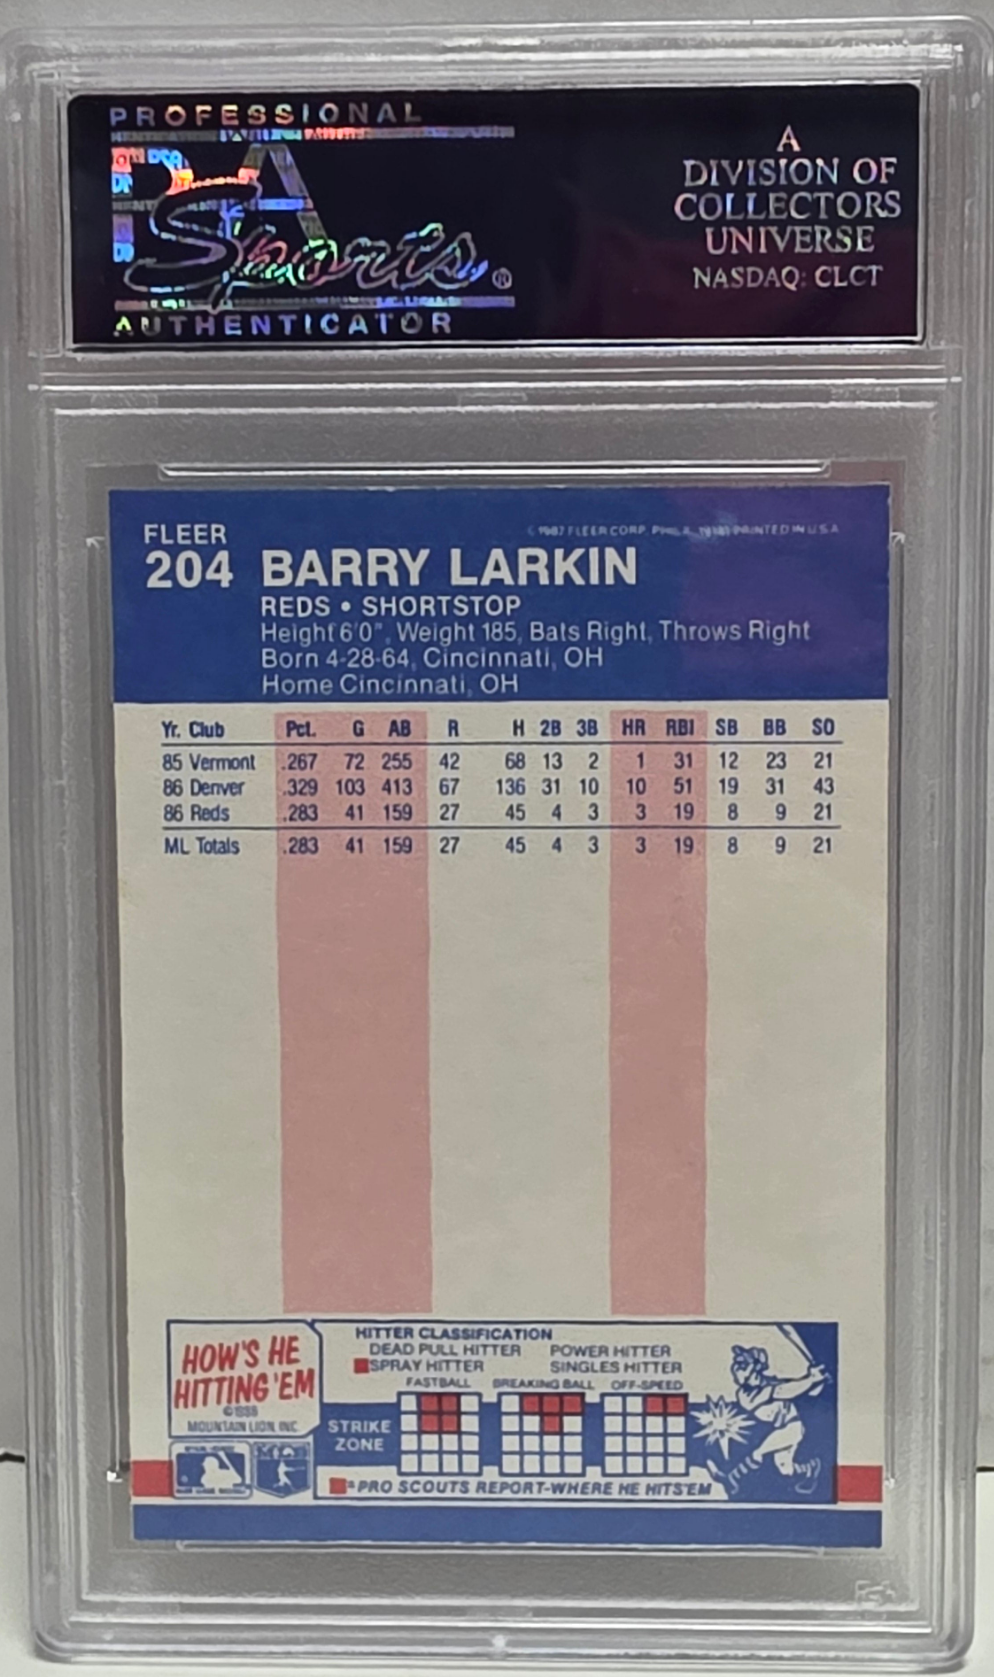 PROFESSIONAL
PSA
Sports®
AUTHENTICATOR
A
DIVISION OF
COLLECTORS
UNIVERSE
NASDAQ: CLCT
FLEER
© 1987 FLEER CORP. PRINTED IN U.S.A.
204 BARRY LARKIN
REDS • SHORTSTOP
Height 6'0", Weight 185, Bats Right, Throws Right
Born 4-28-64, Cincinnati, OH
Home Cincinnati, OH
Yr. Club Pct. G AB R H 2B 3B HR RBI SB BB SO
85 Vermont .267 72 255 42 68 13 2 1 31 12 23 21
86 Denver .329 103 413 67 136 31 10 10 51 19 31 43
86 Reds .283 41 159 27 45 4 3 3 19 8 9 21
ML Totals .283 41 159 27 45 4 3 3 19 8 9 21
HOW'S HE
HITTING 'EM
MOUNTAIN LION, INC.
HITTER CLASSIFICATION
DEAD PULL HITTER POWER HITTER
SPRAY HITTER SINGLES HITTER
FASTBALL BREAKING BALL OFF-SPEED
STRIKE
ZONE
PRO SCOUTS REPORT-WHERE HE HITS 'EM